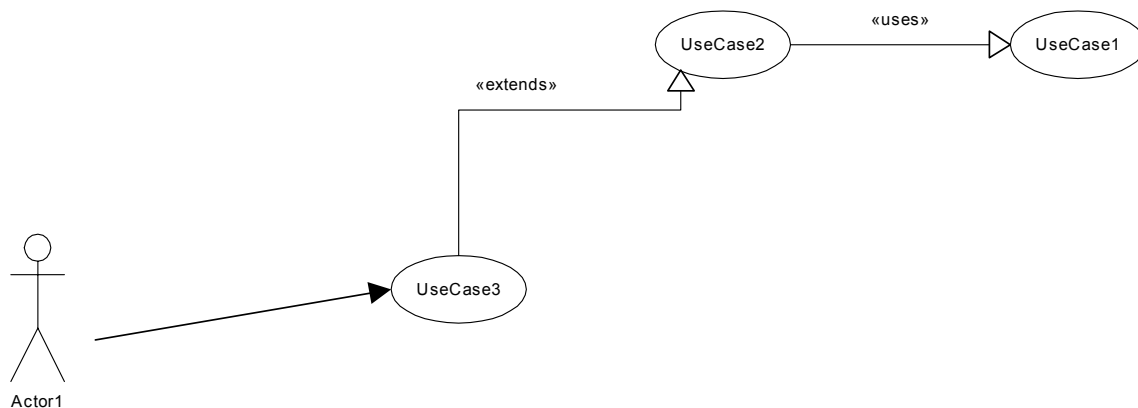 «uses»
UseCase2
UseCase1
«extends»
UseCase3
Actor1